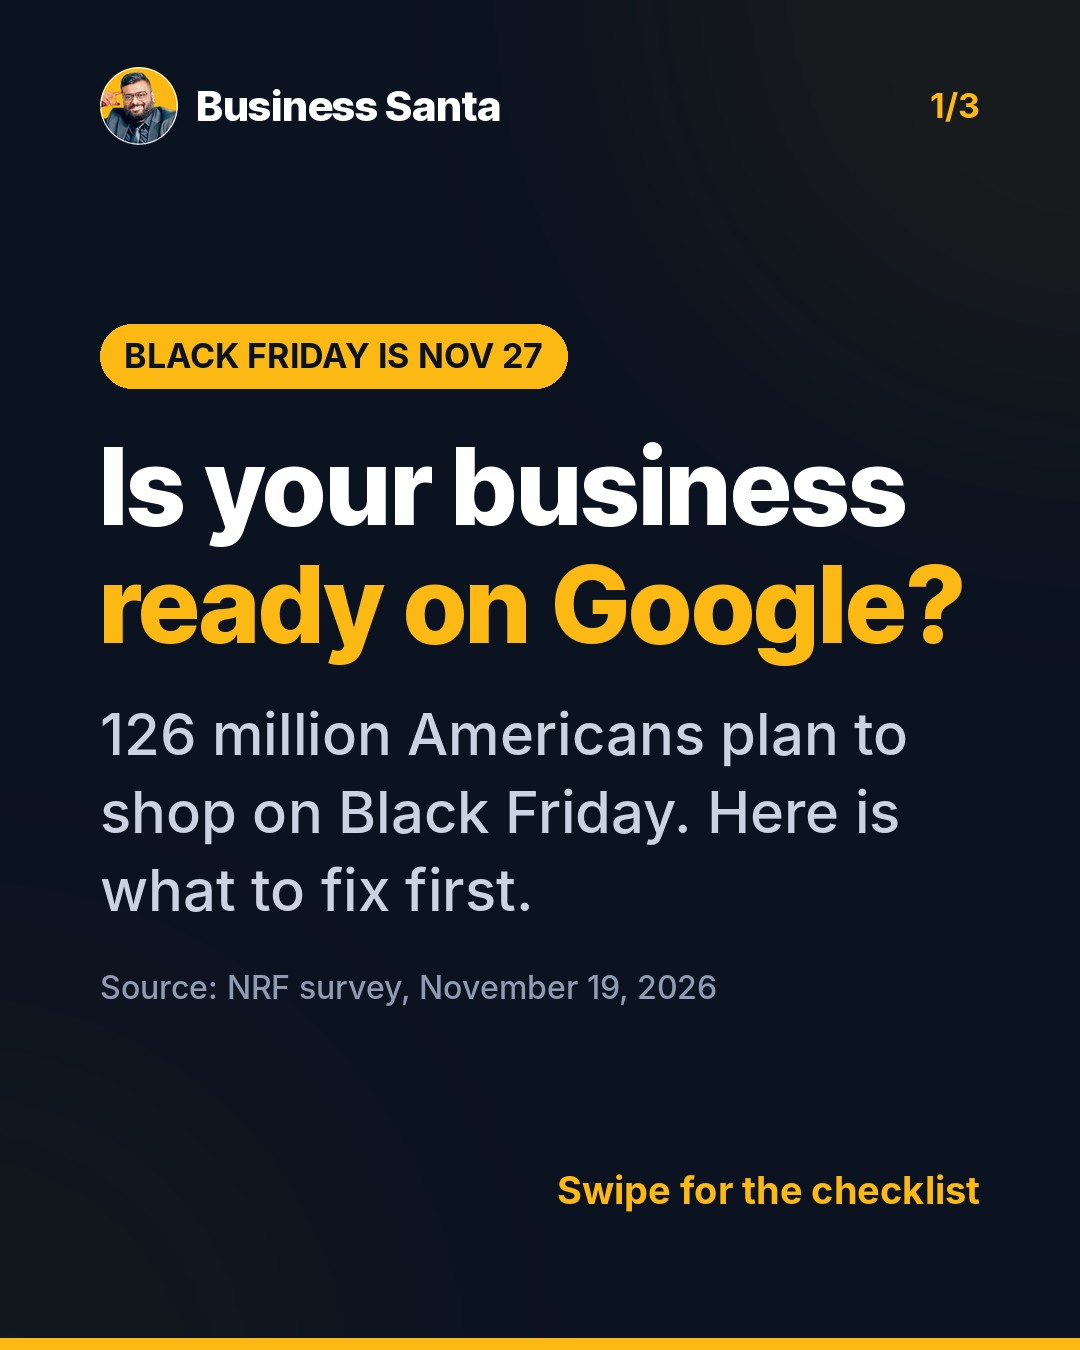 Business Santa
1/3
BLACK FRIDAY IS NOV 27
Is your business
ready on Google?
126 million Americans plan to
shop on Black Friday. Here is
what to fix first.
Source: NRF survey, November 19, 2026
Swipe for the checklist